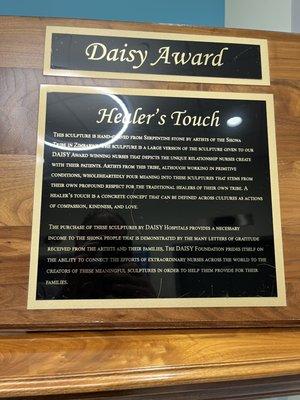 Daisy Award
Healer's Touch
This sculpture is hand-carved from Serpentine stone by artists of the Shona
Tribe in Zimbabwe. The sculpture is a large version of the sculpture given to our
DAISY Award winning nurses that depicts the unique relationship nurses create
with their patients. Artists from the tribe, although working in primitive
conditions, wholeheartedly pour meaning into these sculptures that stems from
their own profound respect for the traditional healers of their own tribe. A
healer's touch is a concrete concept that can be defined across cultures as actions
of compassion, kindness, and love.
The purchase of these sculptures by DAISY Hospitals provides a necessary
income to the Shona people that is demonstrated by the many letters of gratitude
received from the artists and their families. The DAISY Foundation prides itself on
the ability to connect the efforts of extraordinary nurses across the world to the
creators of these meaningful sculptures in order to help them provide for their
families.